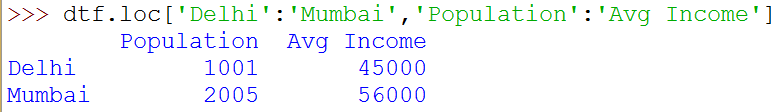 >>> dtf.loc['Delhi':'Mumbai','Population':'Avg Income']
Population Avg Income
Delhi 1001 45000
Mumbai 2005 56000